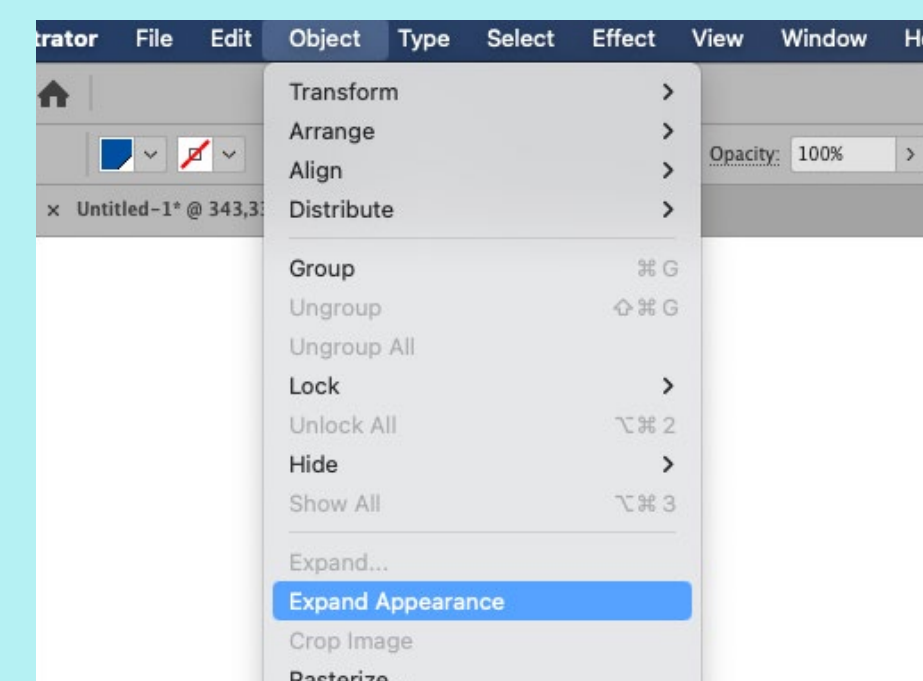 trator File Edit Object Type Select Effect View Window H
Transform
Arrange
Opacity: 100%
Align
× Untitled-1* @ 343,3
Distribute
Group ⌘ G
Ungroup ⇧ ⌘ G
Ungroup All
Lock
Unlock All ⌥ ⌘ 2
Hide
Show All ⌥ ⌘ 3
Expand...
Expand Appearance
Crop Image
Rasterize...